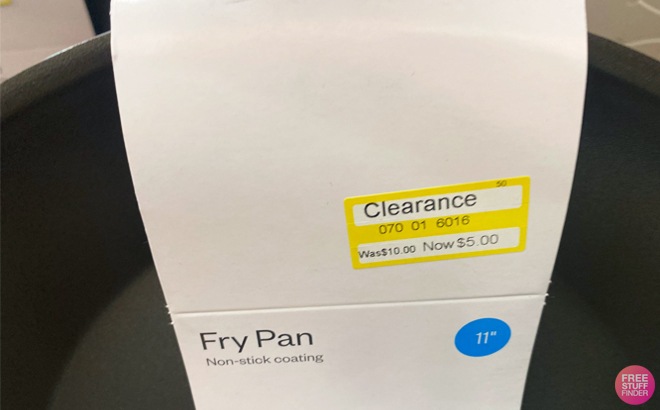 50
Clearance
070 01 6016
Was$10.00 Now $5.00
Fry Pan
Non-stick coating
11"
FREE
STUFF
FINDER